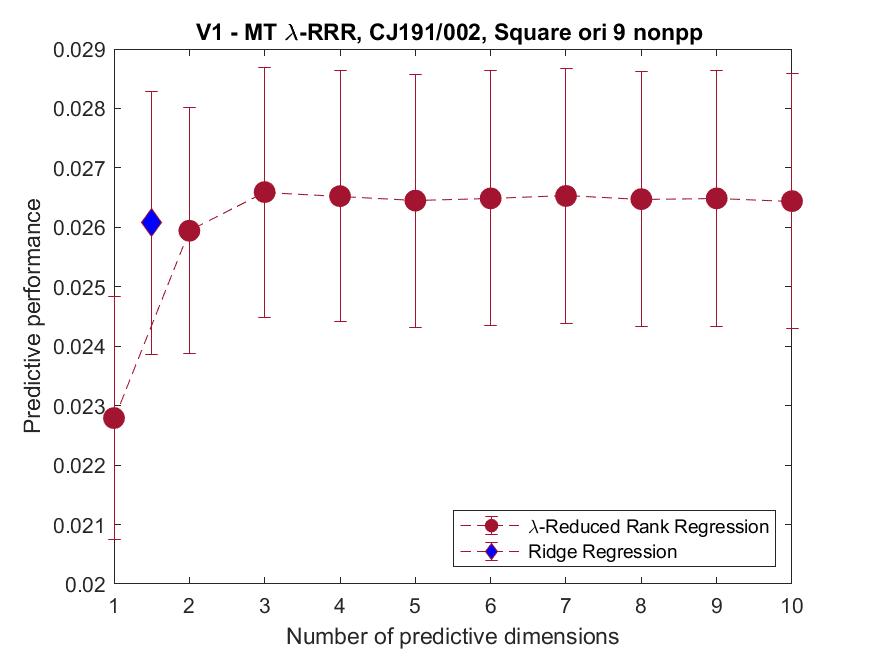 V1 - MT λ-RRR, CJ191/002, Square ori 9 nonpp
0.029
0.028
0.027
0.026
0.025
0.024
0.023
0.022
0.021
0.02
Predictive performance
λ-Reduced Rank Regression
Ridge Regression
1 2 3 4 5 6 7 8 9 10
Number of predictive dimensions